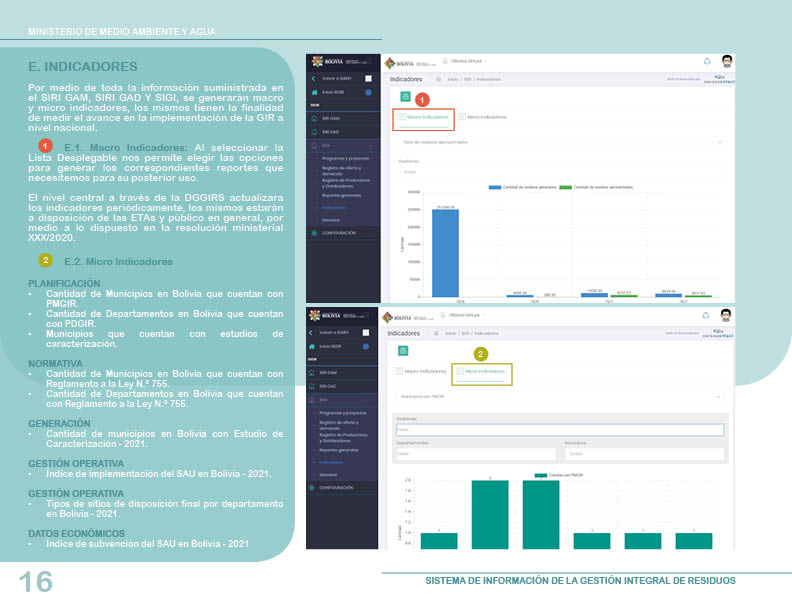 MINISTERIO DE MEDIO AMBIENTE Y AGUA
E. INDICADORES
Por medio de toda la información suministrada en
el SIRI GAM, SIRI GAD Y SIGI, se generarán macro
y micro indicadores, los mismos tienen la finalidad
de medir el avance en la implementación de la GIR a
nivel nacional.
1 E.1. Macro Indicadores: Al seleccionar la
Lista Desplegable nos permite elegir las opciones
para generar los correspondientes reportes que
necesitemos para su posterior uso.
El nivel central a través de la DGGIRS actualizara
los indicadores periódicamente, los mismos estarán
a disposición de las ETAs y público en general, por
medio a lo dispuesto en la resolución ministerial
XXX/2020.
2 E.2. Micro Indicadores
PLANIFICACIÓN
• Cantidad de Municipios en Bolivia que cuentan con
PMGIR.
• Cantidad de Departamentos en Bolivia que cuentan
con PDGIR.
• Municipios que cuentan con estudios de
caracterización.
NORMATIVA
• Cantidad de Municipios en Bolivia que cuentan con
Reglamento a la Ley N.º 755.
• Cantidad de Departamentos en Bolivia que cuentan
con Reglamento a la Ley N.º 755.
GENERACIÓN
• Cantidad de municipios en Bolivia con Estudio de
Caracterización - 2021.
GESTIÓN OPERATIVA
• Indice de implementación del SAU en Bolivia - 2021.
GESTIÓN OPERATIVA
• Tipos de sitios de disposición final por departamento
en Bolivia - 2021.
DATOS ECONÓMICOS
• Indice de subvención del SAU en Bolivia - 2021
16
BOLIVIA
Volver a SIARH
Inicio SIGIR
SIGIR
SIRI GAM
SIRI GAD
SIGI
Programas y proyectos
Registro de oferta y
demanda
Registro de Productores
y Distribuidores
Reportes generales
Indicadores
Geovisor
CONFIGURACIÓN
BOLIVIA
Oficina Virtual
Indicadores
Inicio / SIGI / Indicadores
swisscontact
1
Macro indicadores
Micro indicadores
Tasa de residuos aprovechados
Gestiones
Todos
Cantidad de residuos generados
Cantidad de residuos aprovechados
300000
250000
200000
150000
100000
50000
0
Cantidad
2019
2020
2021
BOLIVIA
Volver a SIARH
Inicio SIGIR
SIGIR
SIRI GAM
SIRI GAD
SIGI
Programas y proyectos
Registro de oferta y
demanda
Registro de Productores
y Distribuidores
Reportes generales
Indicadores
Geovisor
CONFIGURACIÓN
BOLIVIA
Oficina Virtual
Indicadores
Inicio / SIGI / Indicadores
swisscontact
2
Macro indicadores
Micro indicadores
Municipios con PMGIR
Gestiones
Todos
Departamentos
Municipios
Todos
Todos
Cuentan con PMGIR
2.0
1.8
1.6
1.4
1.2
1.0
0.8
Cantidad
1
2
2
1
1
1
SISTEMA DE INFORMACIÓN DE LA GESTIÓN INTEGRAL DE RESIDUOS